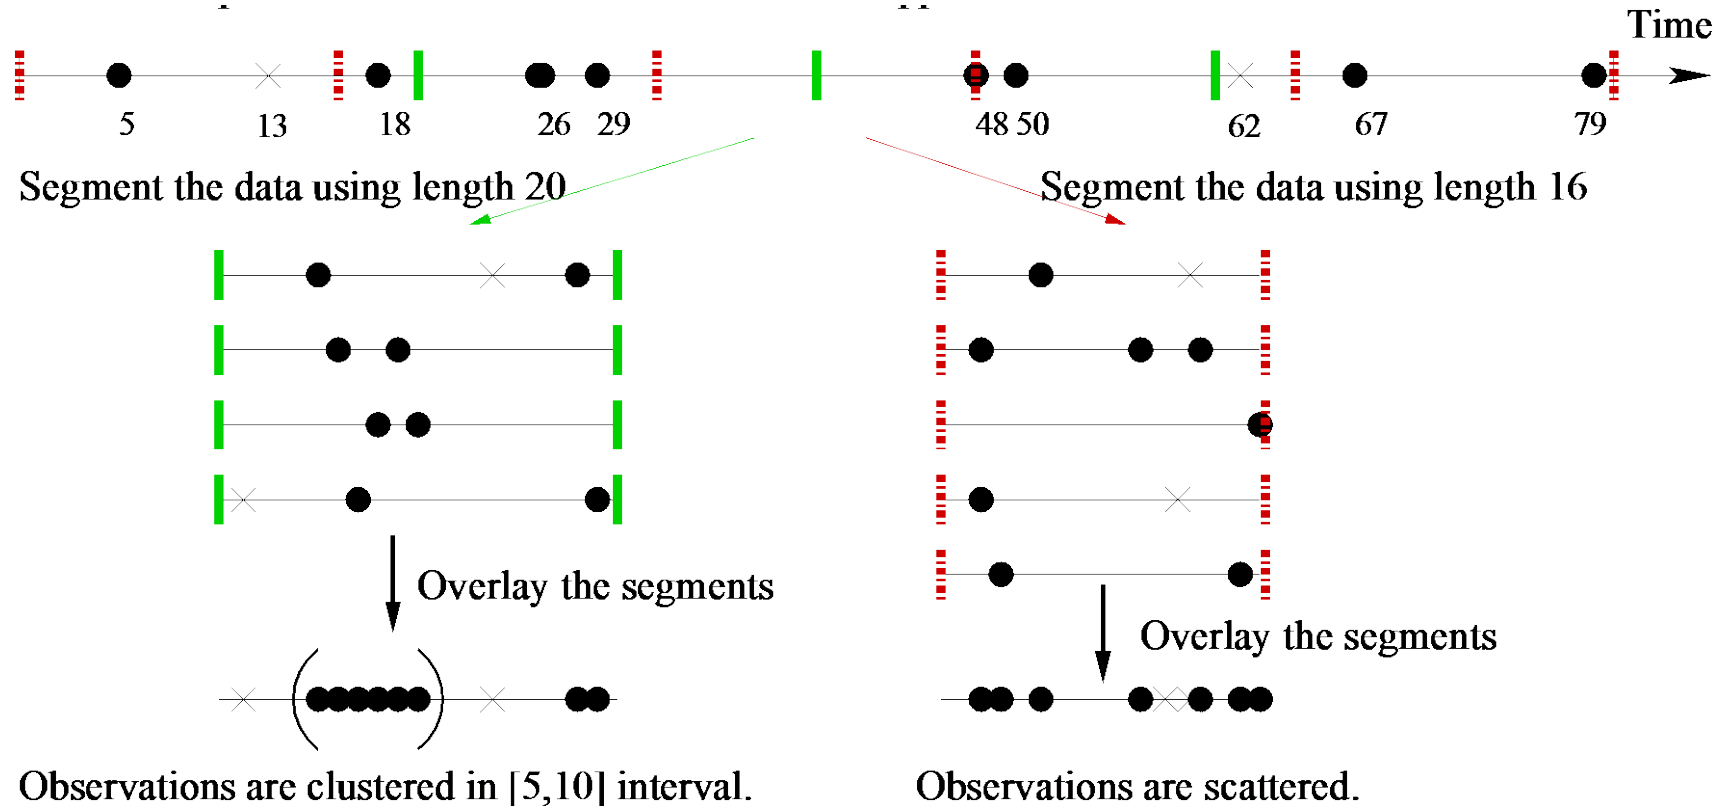 Time
5 13 18 26 29 48 50 62 67 79
Segment the data using length 20
Segment the data using length 16
Overlay the segments
Overlay the segments
Observations are clustered in [5,10] interval.
Observations are scattered.